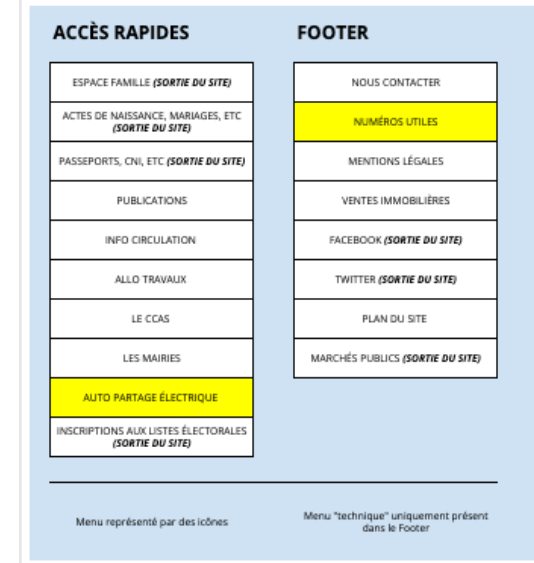 ACCÈS RAPIDES
ESPACE FAMILLE (SORTIE DU SITE)
ACTES DE NAISSANCE, MARIAGES, ETC
(SORTIE DU SITE)
PASSEPORTS, CNI, ETC (SORTIE DU SITE)
PUBLICATIONS
INFO CIRCULATION
ALLO TRAVAUX
LE CCAS
LES MAIRIES
AUTO PARTAGE ÉLECTRIQUE
INSCRIPTIONS AUX LISTES ÉLECTORALES
(SORTIE DU SITE)
Menu représenté par des icônes
FOOTER
NOUS CONTACTER
NUMÉROS UTILES
MENTIONS LÉGALES
VENTES IMMOBILIÈRES
FACEBOOK (SORTIE DU SITE)
TWITTER (SORTIE DU SITE)
PLAN DU SITE
MARCHÉS PUBLICS (SORTIE DU SITE)
Menu "technique" uniquement présent
dans le Footer